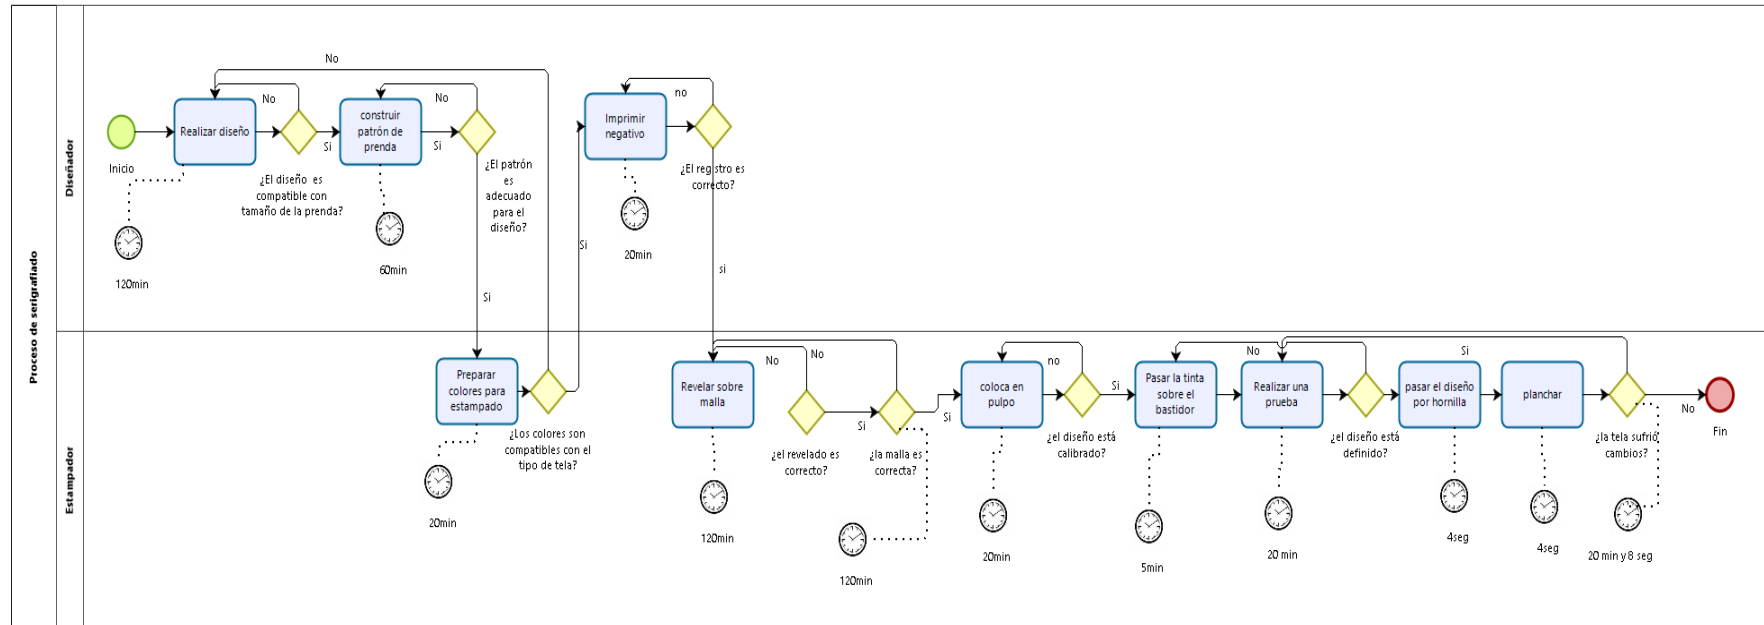 Proceso de serigrafiado
Diseñador
No
Realizar diseño
No
Si
Inicio
¿El diseño es
compatible con
tamaño de la prenda?
120min
construir
patrón de
prenda
No
Si
¿El patrón
es
adecuado
para el
diseño?
60min
Si
Si
Imprimir
negativo
no
¿El registro es
correcto?
20min
si
Estampador
Preparar
colores para
estampado
¿Los colores son
compatibles con el
tipo de tela?
20min
Revelar sobre
malla
No
No
Si
¿el revelado es
correcto?
¿la malla es
correcta?
Si
120min
120min
coloca en
pulpo
no
Si
¿el diseño está
calibrado?
20min
Pasar la tinta
sobre el
bastidor
5min
No
Realizar una
prueba
¿el diseño está
definido?
20 min
Si
pasar el diseño
por hornilla
4seg
planchar
4seg
¿la tela sufrió
cambios?
20 min y 8 seg
No
Fin